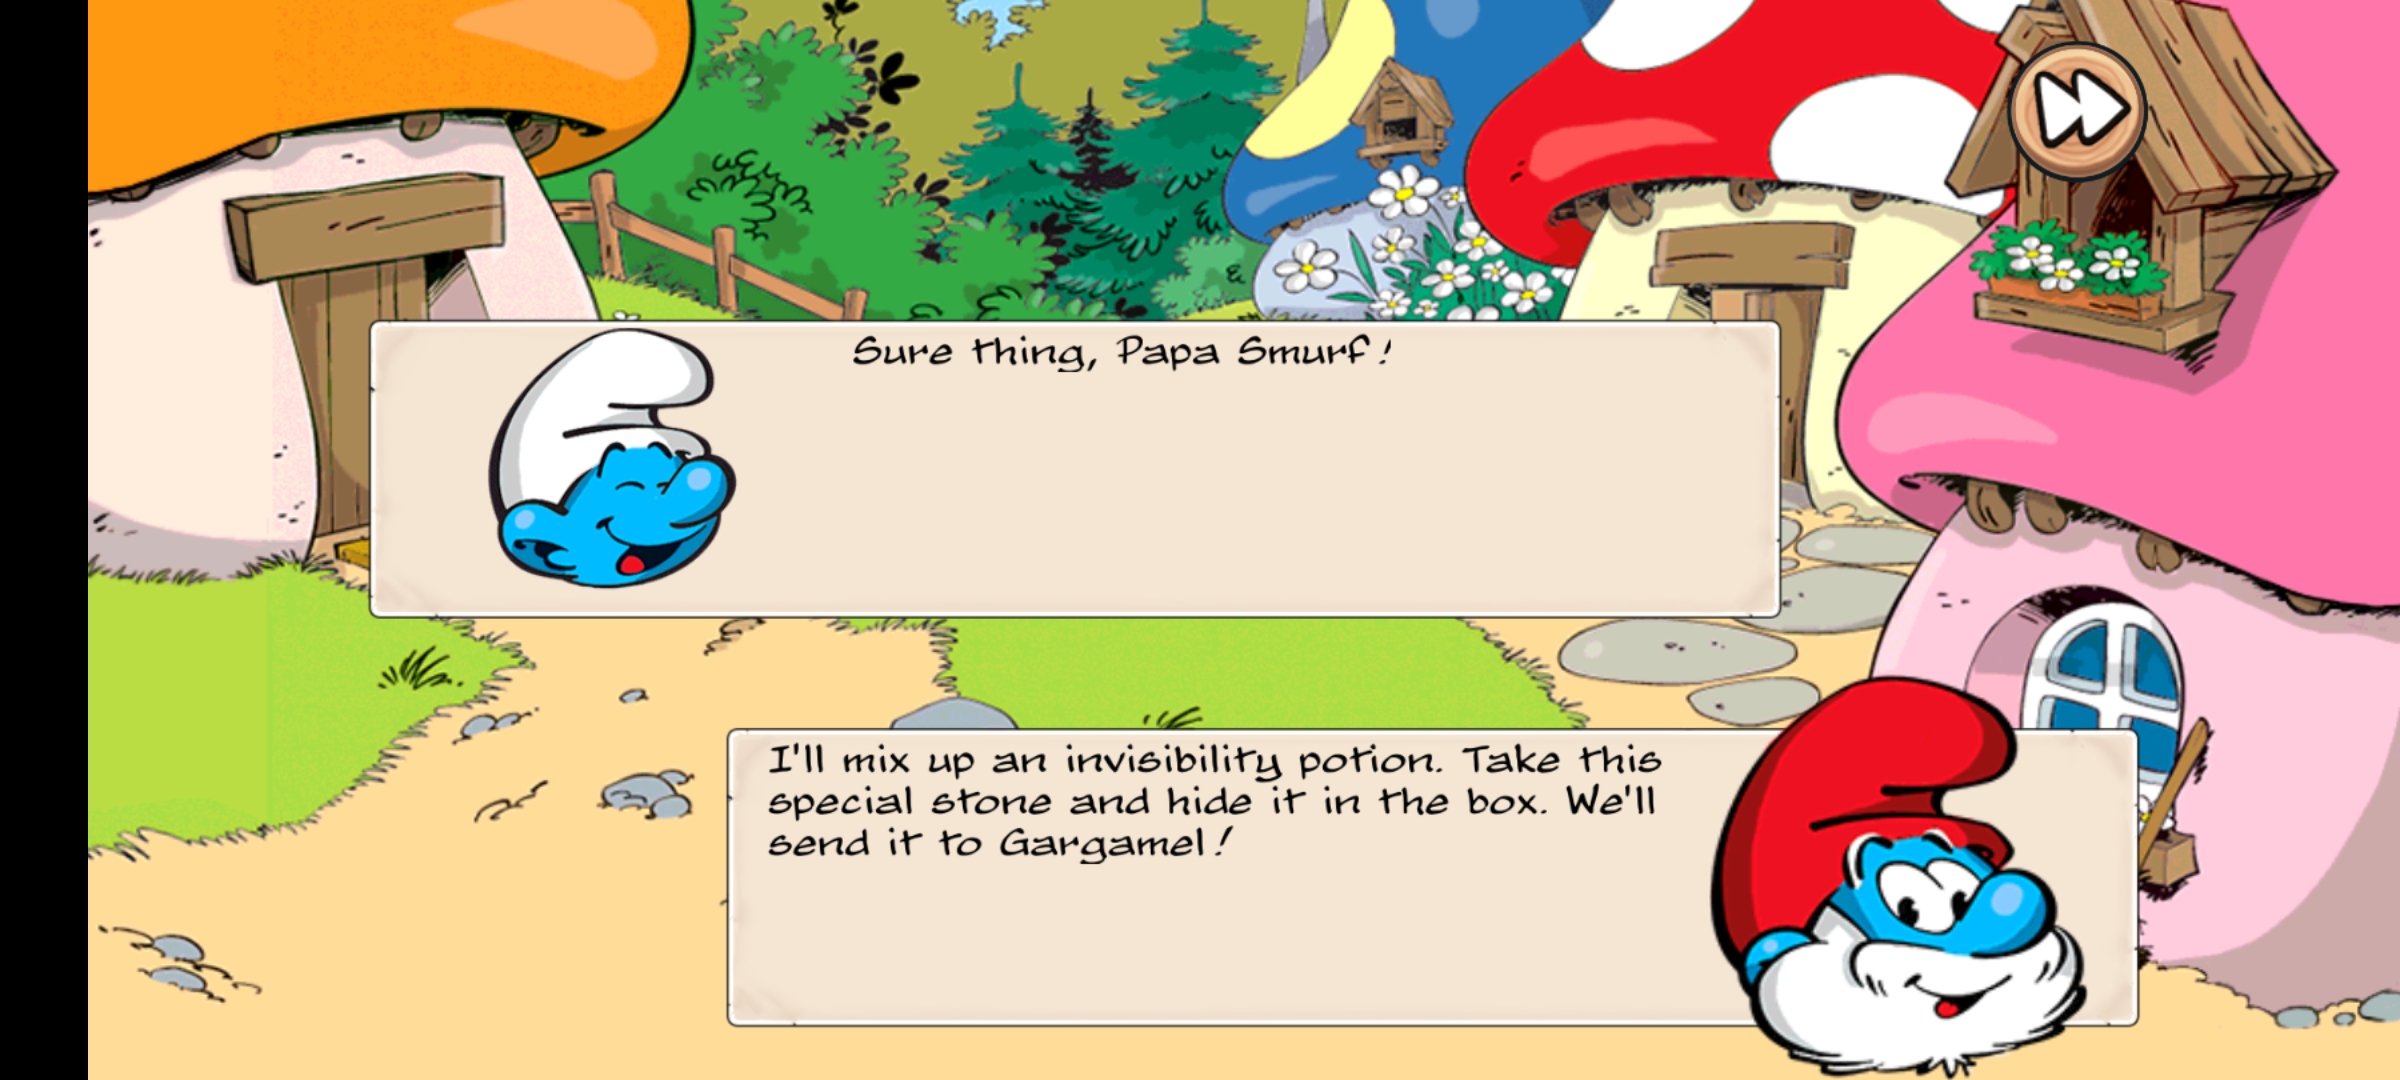 Sure thing, Papa Smurf!
I'll mix up an invisibility potion. Take this
special stone and hide it in the box. We'll
send it to Gargamel!